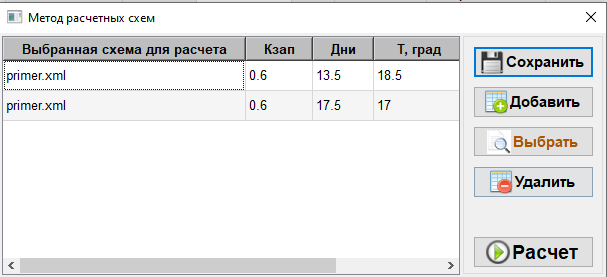 Метод расчетных схем
Выбранная схема для расчета Кзап Дни Т, град
primer.xml 0.6 13.5 18.5
primer.xml 0.6 17.5 17
Сохранить
Добавить
Выбрать
Удалить
Расчет